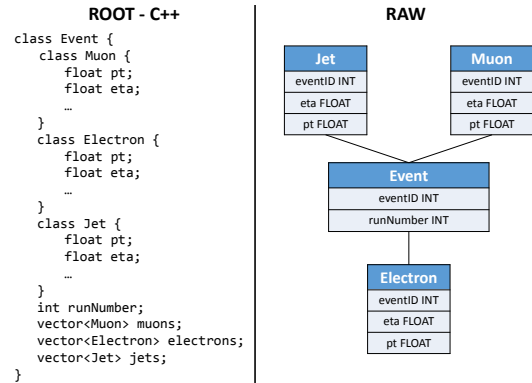 ROOT - C++
class Event {
class Muon {
float pt;
float eta;
…
}
class Electron {
float pt;
float eta;
…
}
class Jet {
float pt;
float eta;
…
}
int runNumber;
vector<Muon> muons;
vector<Electron> electrons;
vector<Jet> jets;
}
RAW
Jet
eventID INT
eta FLOAT
pt FLOAT
Muon
eventID INT
eta FLOAT
pt FLOAT
Event
eventID INT
runNumber INT
Electron
eventID INT
eta FLOAT
pt FLOAT